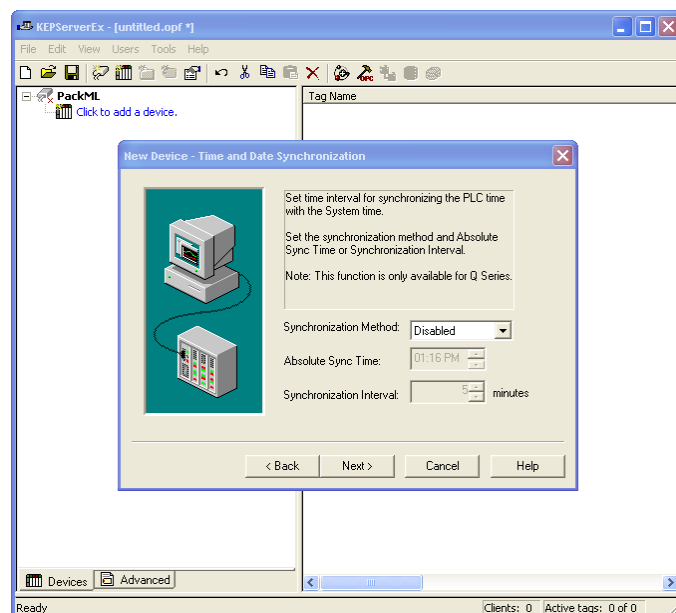 KEPServerEx - [untitled.opf *]
File Edit View Users Tools Help
OPC
PackML
Click to add a device.
Tag Name
New Device - Time and Date Synchronization
Set time interval for synchronizing the PLC time
with the System time.
Set the synchronization method and Absolute
Sync Time or Synchronization Interval.
Note: This function is only available for Q Series.
Synchronization Method: Disabled
Absolute Sync Time: 01:16 PM
Synchronization Interval: 5 minutes
< Back Next > Cancel Help
Devices Advanced
Ready Clients: 0 Active tags: 0 of 0